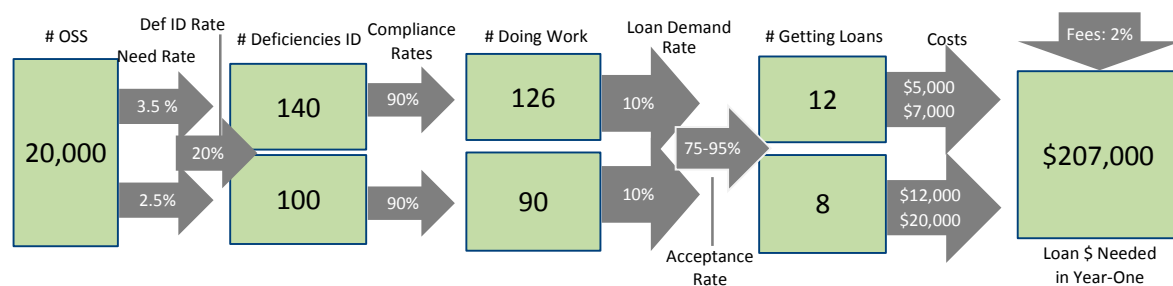 # OSS
Need Rate
Def ID Rate
# Deficiencies ID
Compliance
Rates
# Doing Work
Loan Demand
Rate
# Getting Loans
Costs
Fees: 2%
20,000
3.5 %
2.5%
20%
140
100
90%
90%
126
90
10%
10%
75-95%
Acceptance
Rate
12
8
$5,000
$7,000
$12,000
$20,000
$207,000
Loan $ Needed
in Year-One